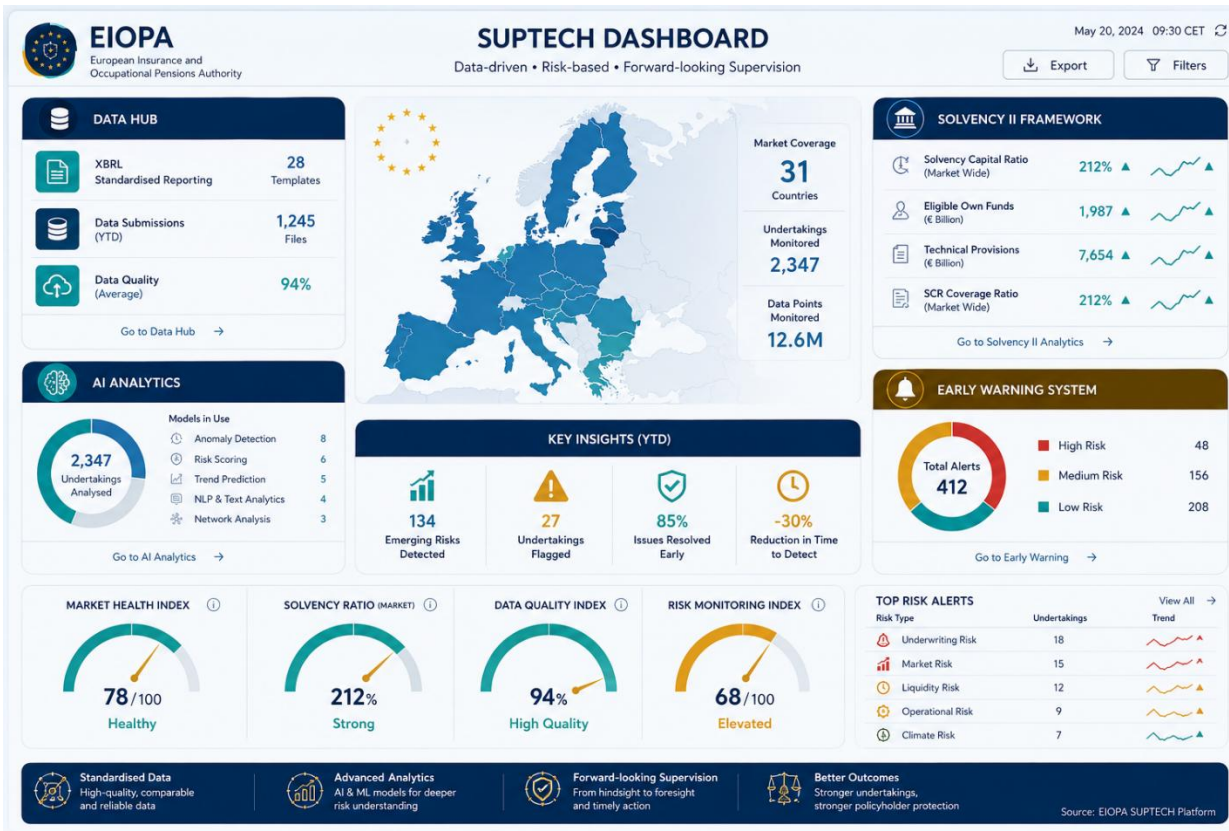 EIOPA
European Insurance and
Occupational Pensions Authority
SUPTECH DASHBOARD
Data-driven • Risk-based • Forward-looking Supervision
May 20, 2024 09:30 CET
Export
Filters
DATA HUB
XBRL
Standardised Reporting
28
Templates
Data Submissions
(YTD)
1,245
Files
Data Quality
(Average)
94%
Go to Data Hub →
Market Coverage
31
Countries
Undertakings
Monitored
2,347
Data Points
Monitored
12.6M
SOLVENCY II FRAMEWORK
Solvency Capital Ratio
(Market Wide)
212% ▲
Eligible Own Funds
(€ Billion)
1,987 ▲
Technical Provisions
(€ Billion)
7,654 ▲
SCR Coverage Ratio
(Market Wide)
212% ▲
Go to Solvency II Analytics →
AI ANALYTICS
2,347
Undertakings
Analysed
Models in Use
Anomaly Detection 8
Risk Scoring 6
Trend Prediction 5
NLP & Text Analytics 4
Network Analysis 3
Go to AI Analytics →
KEY INSIGHTS (YTD)
134
Emerging Risks
Detected
27
Undertakings
Flagged
85%
Issues Resolved
Early
-30%
Reduction in Time
to Detect
EARLY WARNING SYSTEM
Total Alerts
412
High Risk 48
Medium Risk 156
Low Risk 208
Go to Early Warning →
MARKET HEALTH INDEX
78/100
Healthy
SOLVENCY RATIO (MARKET)
212%
Strong
DATA QUALITY INDEX
94%
High Quality
RISK MONITORING INDEX
68/100
Elevated
TOP RISK ALERTS
View All →
Risk Type Undertakings Trend
Underwriting Risk 18
Market Risk 15
Liquidity Risk 12
Operational Risk 9
Climate Risk 7
Standardised Data
High-quality, comparable
and reliable data
Advanced Analytics
AI & ML models for deeper
risk understanding
Forward-looking Supervision
From hindsight to foresight
and timely action
Better Outcomes
Stronger undertakings,
stronger policyholder protection
Source: EIOPA SUPTECH Platform